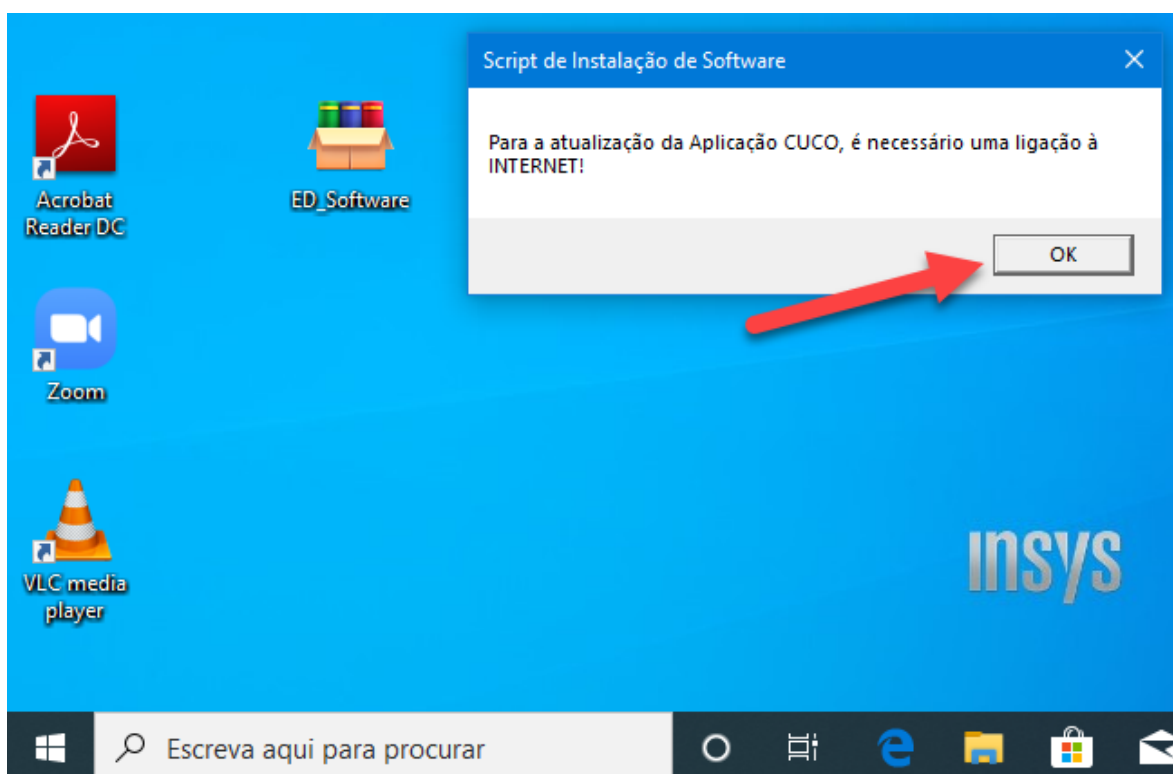 Script de Instalação de Software
Para a atualização da Aplicação CUCO, é necessário uma ligação à
INTERNET!
OK
Acrobat
Reader DC
ED_Software
Zoom
VLC media
player
INSYS
Escreva aqui para procurar